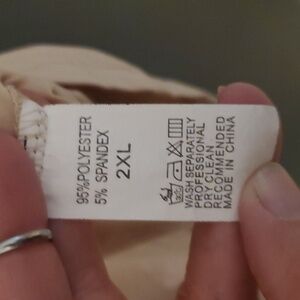 95%POLYESTER
5% SPANDEX
2XL
WASH SEPARATELY
PROFESSIONAL
DRY CLEAN
RECOMMENDED
MADE IN CHINA